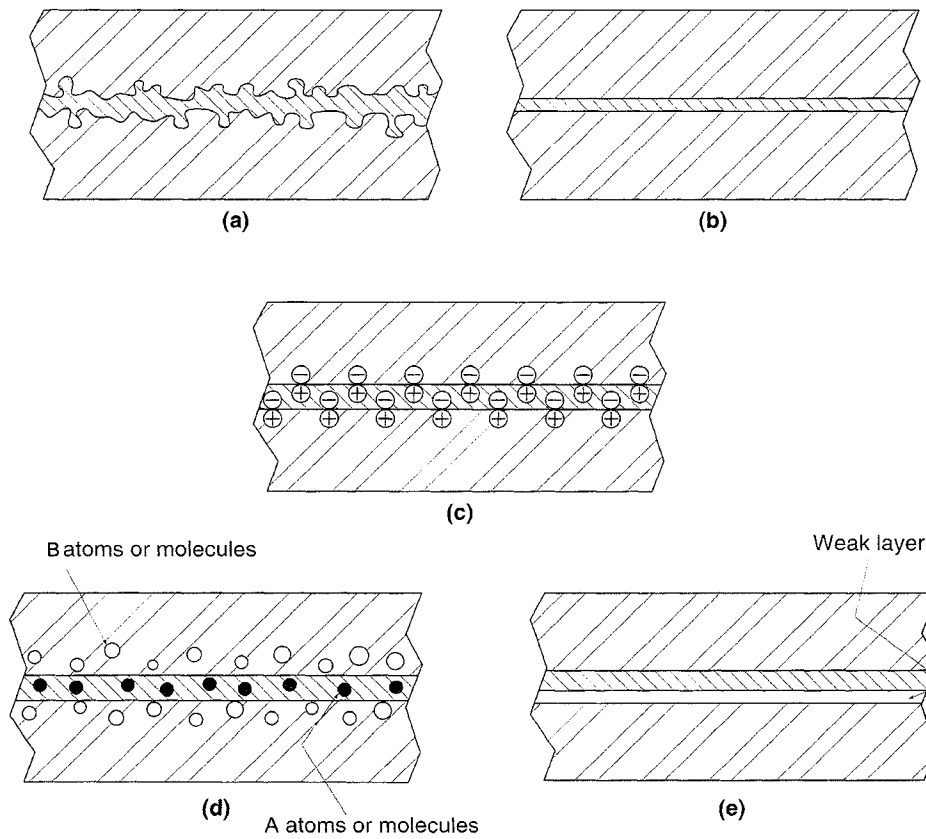 (a)
(b)
(c)
B atoms or molecules
Weak layer
(d)
(e)
A atoms or molecules